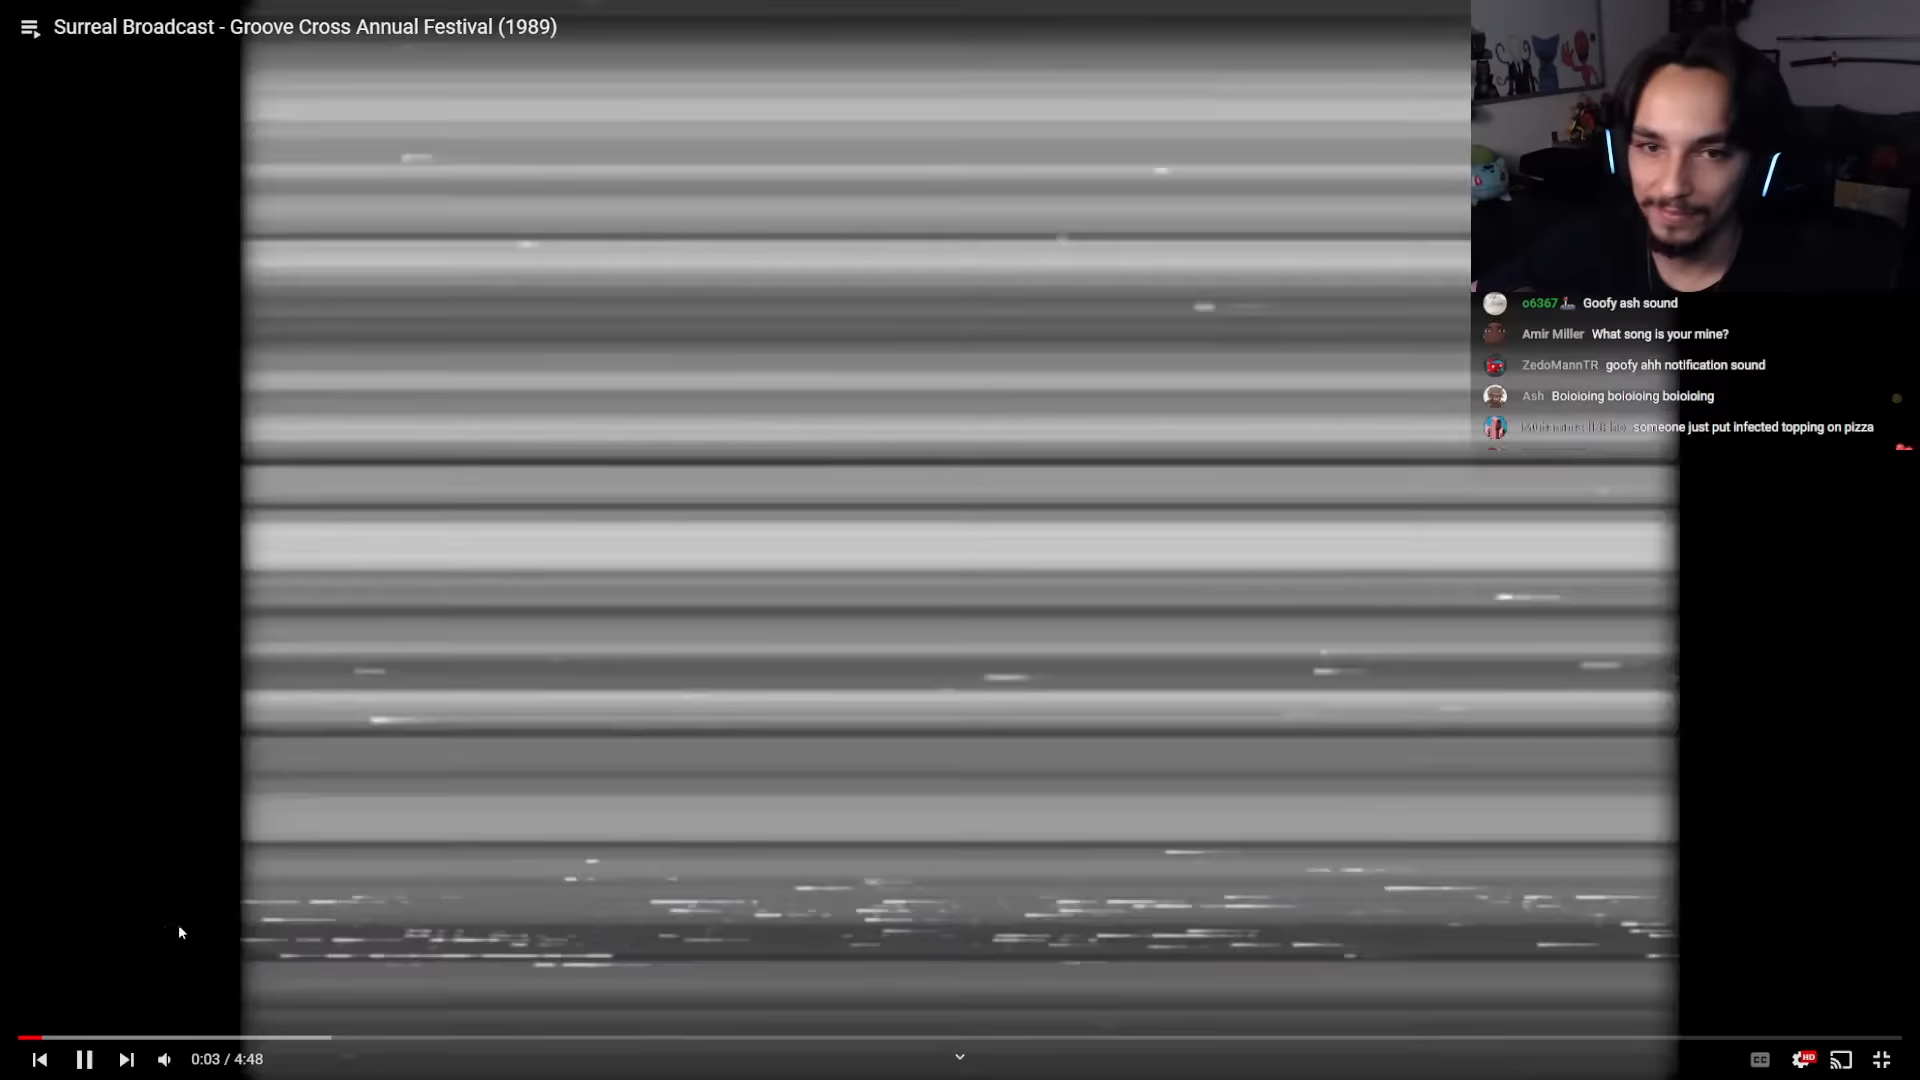 Surreal Broadcast - Groove Cross Annual Festival (1989)
o6367 Goofy ash sound
Amir Miller What song is your mine?
ZedoMannTR goofy ahh notification sound
Ash Boioioing boioioing boioioing
someone just put infected topping on pizza
0:03 / 4:48
CC
HD